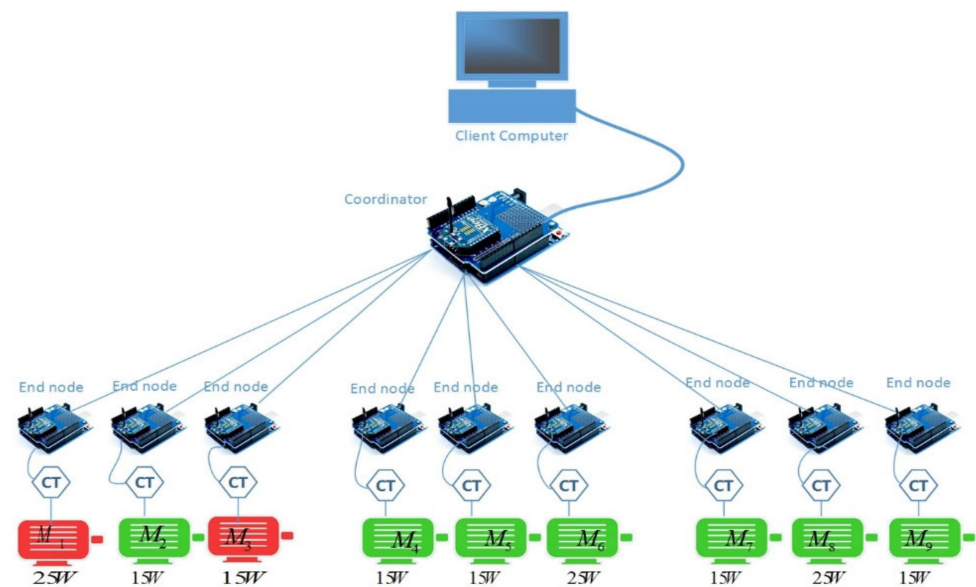 Client Computer
Coordinator
End node End node End node End node End node End node End node End node End node
CT CT CT CT CT CT CT CT CT
M₁ M₂ M₃ M₄ M₅ M₆ M₇ M₈ M₉
25W 15W 15W 15W 15W 25W 15W 25W 15W